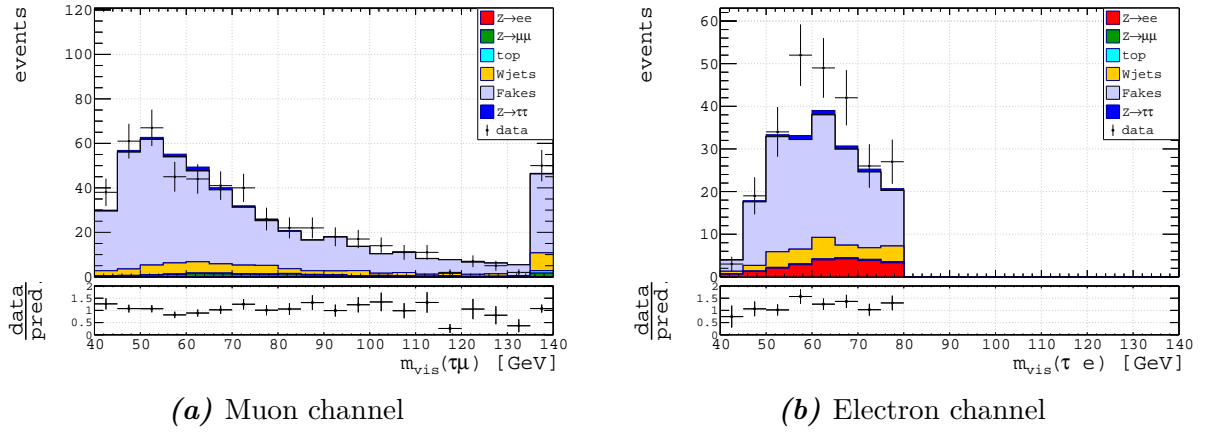 events
120
100
80
60
40
20
0
Z→ee
Z→μμ
top
Wjets
Fakes
Z→ττ
data
data
pred.
2
1.5
1
0.5
0
40 50 60 70 80 90 100 110 120 130 140
m_vis(τμ) [GeV]
(a) Muon channel
events
60
50
40
30
20
10
0
Z→ee
Z→μμ
top
Wjets
Fakes
Z→ττ
data
data
pred.
2
1.5
1
0.5
0
40 50 60 70 80 90 100 110 120 130 140
m_vis(τ e) [GeV]
(b) Electron channel